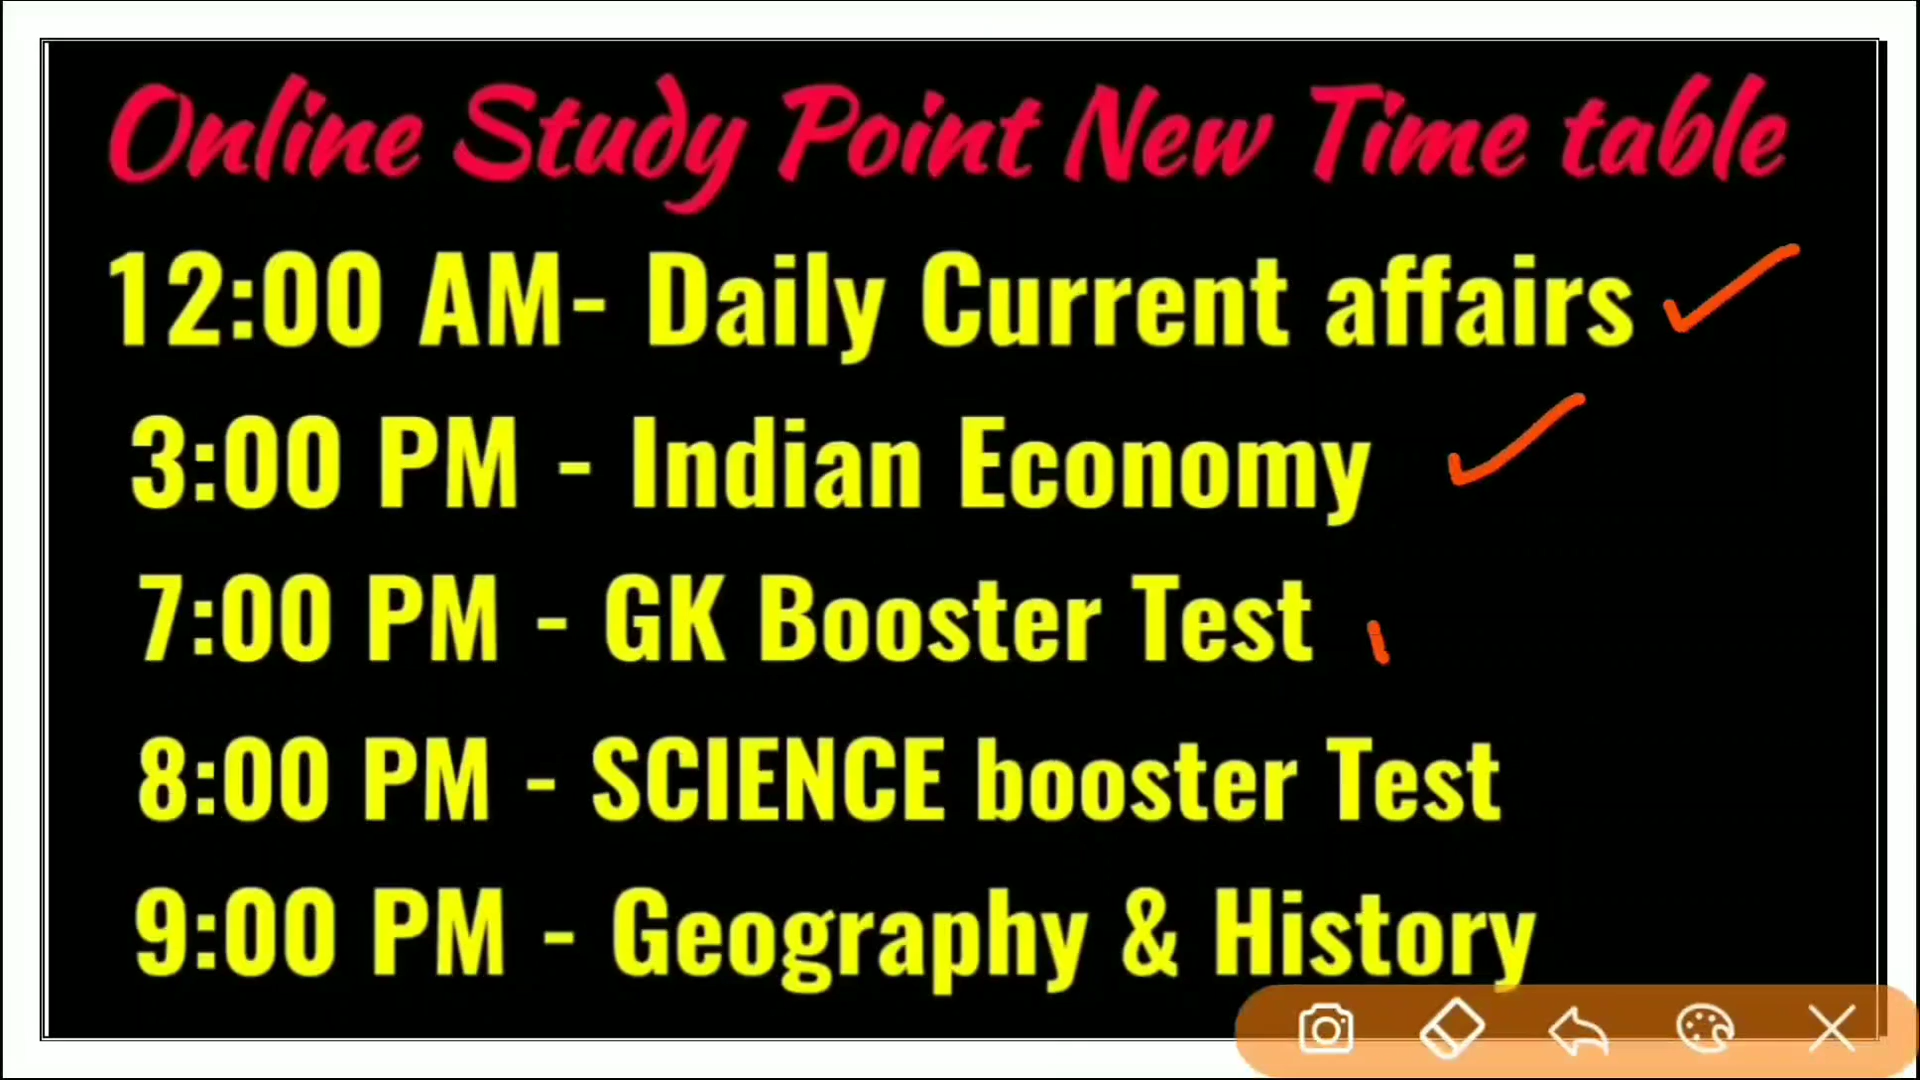 Online Study Point New Time table
12:00 AM- Daily Current affairs
3:00 PM - Indian Economy
7:00 PM - GK Booster Test
8:00 PM - SCIENCE booster Test
9:00 PM - Geography & History